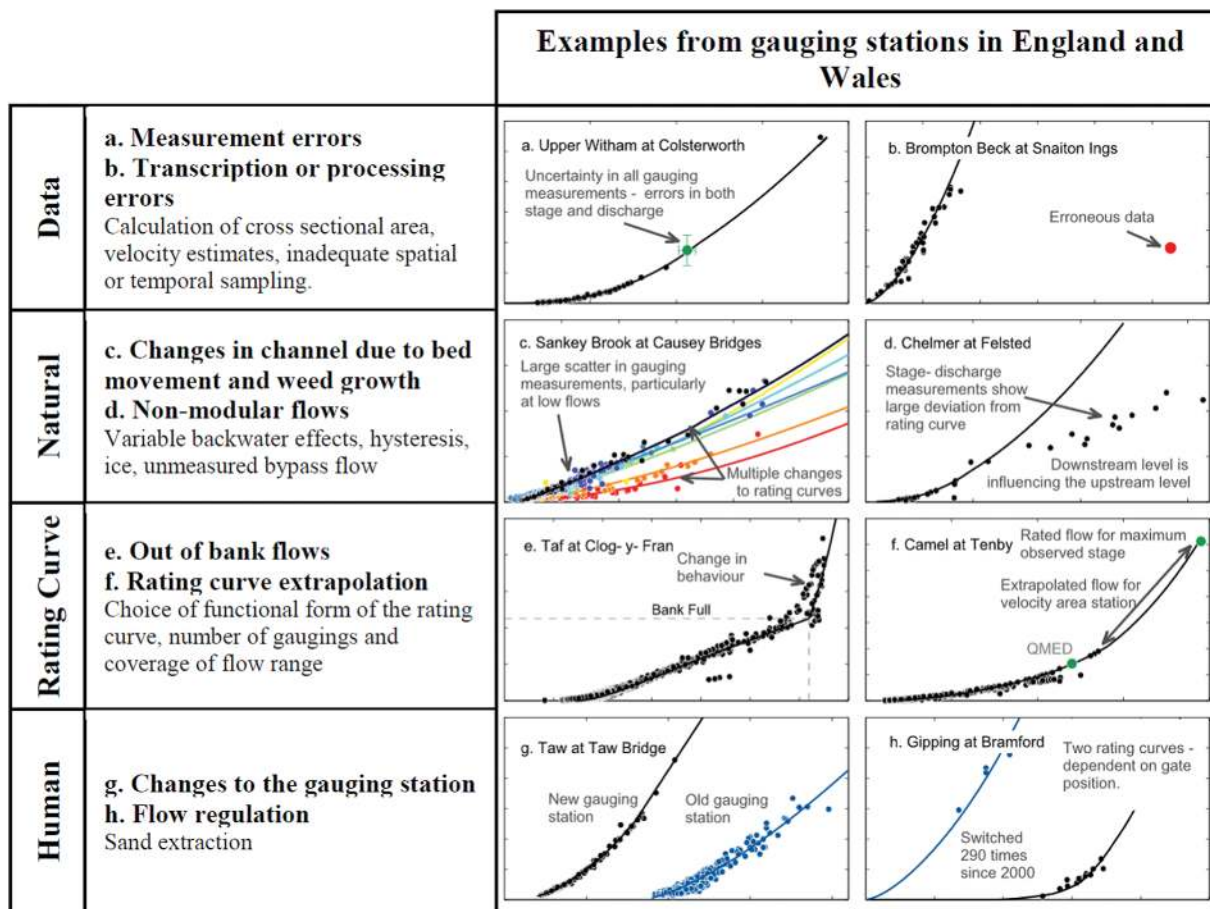 Examples from gauging stations in England and
Wales
Data
a. Measurement errors
b. Transcription or processing
errors
Calculation of cross sectional area,
velocity estimates, inadequate spatial
or temporal sampling.
a. Upper Witham at Colsterworth
Uncertainty in all gauging
measurements - errors in both
stage and discharge
b. Brompton Beck at Snaiton Ings
Erroneous data
Natural
c. Changes in channel due to bed
movement and weed growth
d. Non-modular flows
Variable backwater effects, hysteresis,
ice, unmeasured bypass flow
c. Sankey Brook at Causey Bridges
Large scatter in gauging
measurements, particularly
at low flows
Multiple changes
to rating curves
d. Chelmer at Felsted
Stage- discharge
measurements show
large deviation from
rating curve
Downstream level is
influencing the upstream level
Rating Curve
e. Out of bank flows
f. Rating curve extrapolation
Choice of functional form of the rating
curve, number of gaugings and
coverage of flow range
e. Taf at Clog- y- Fran
Change in
behaviour
Bank Full
f. Camel at Tenby
Rated flow for maximum
observed stage
Extrapolated flow for
velocity area station
QMED
Human
g. Changes to the gauging station
h. Flow regulation
Sand extraction
g. Taw at Taw Bridge
New gauging
station
Old gauging
station
h. Gipping at Bramford
Two rating curves -
dependent on gate
position.
Switched
290 times
since 2000